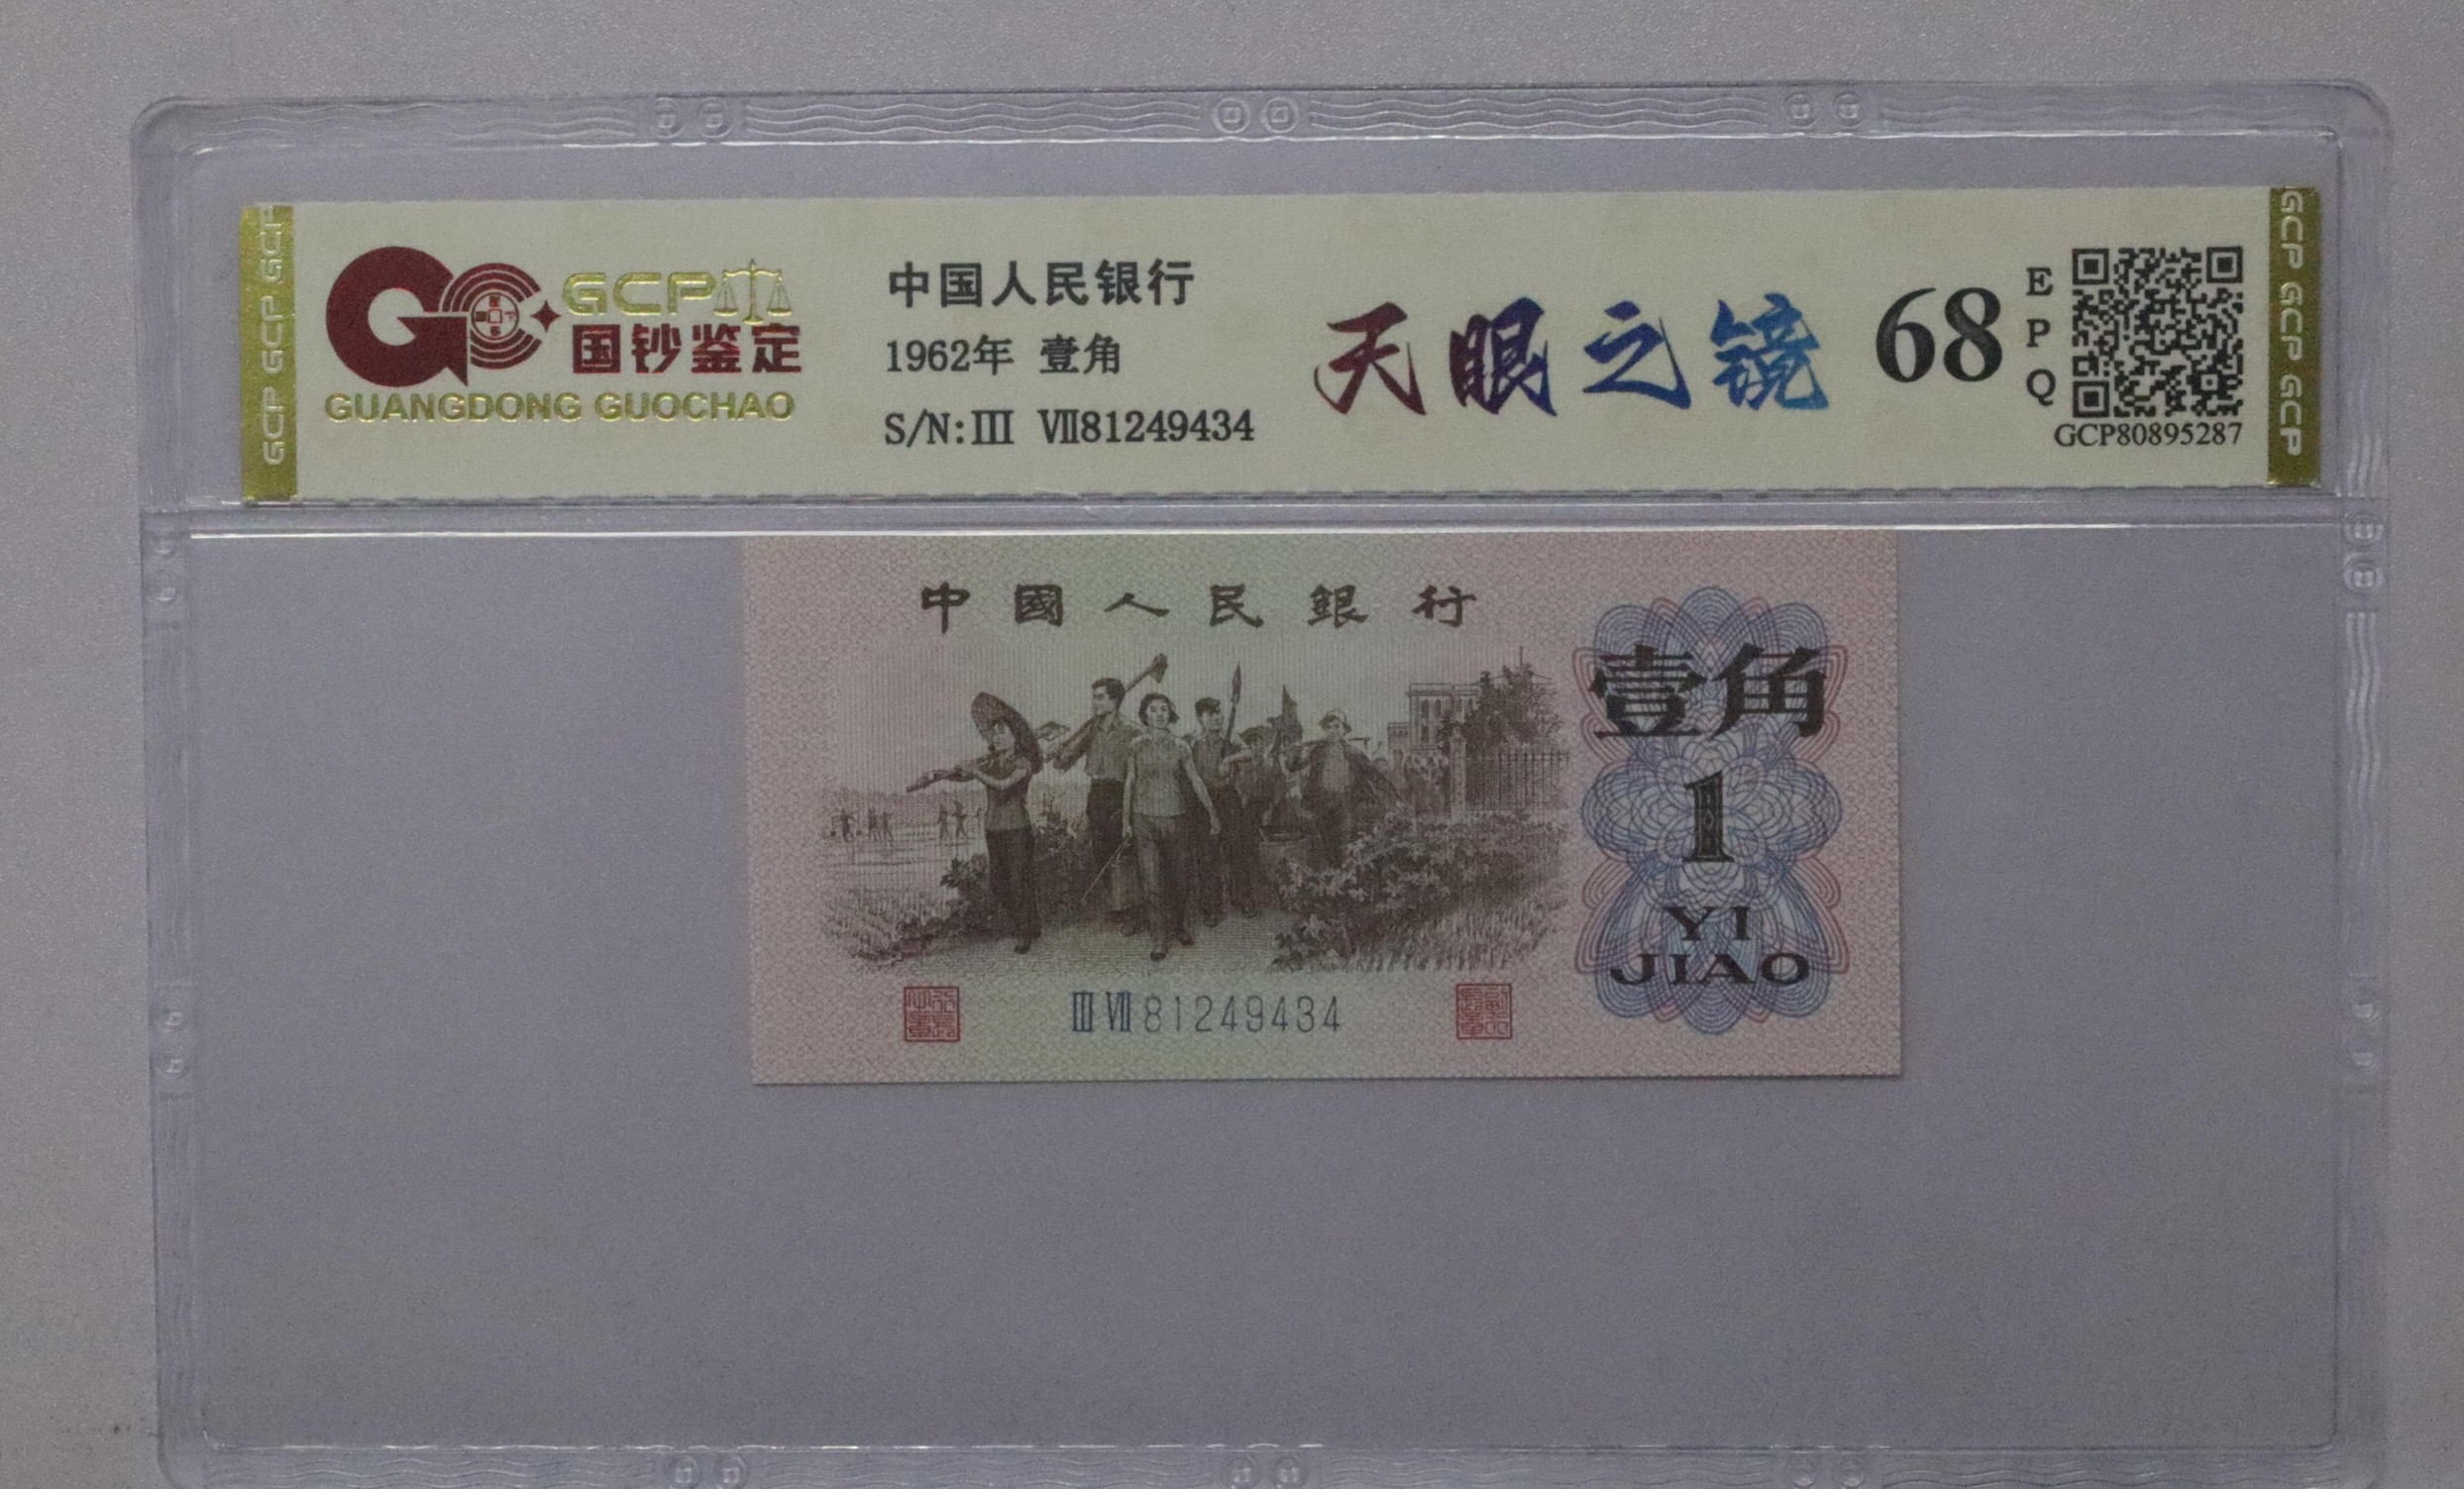 GCP
国钞鉴定
GUANGDONG GUOCHAO
中国人民银行
1962年 壹角
S/N:III VII81249434
天眼之镜
68
EPQ
GCP80895287
GCP GCP GCP
GCP GCP GCP
中國人民銀行
壹角
1
YI
JIAO
III VII 81249434